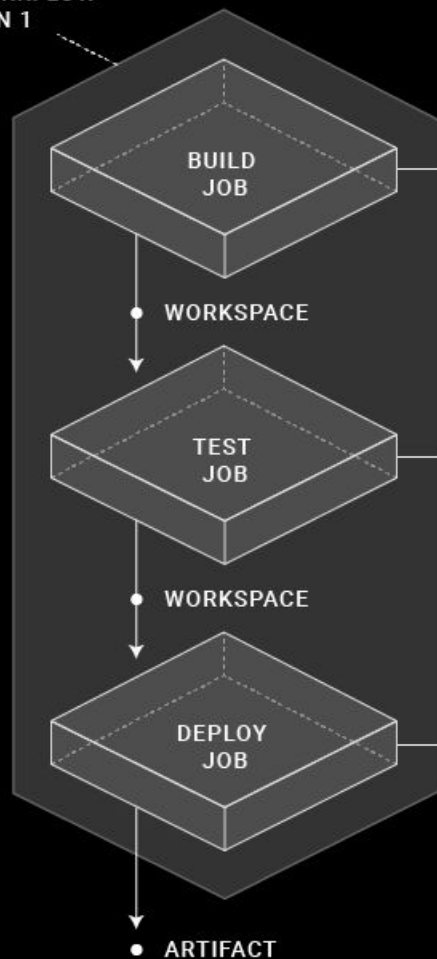 N 1
BUILD
JOB
WORKSPACE
TEST
JOB
WORKSPACE
DEPLOY
JOB
ARTIFACT